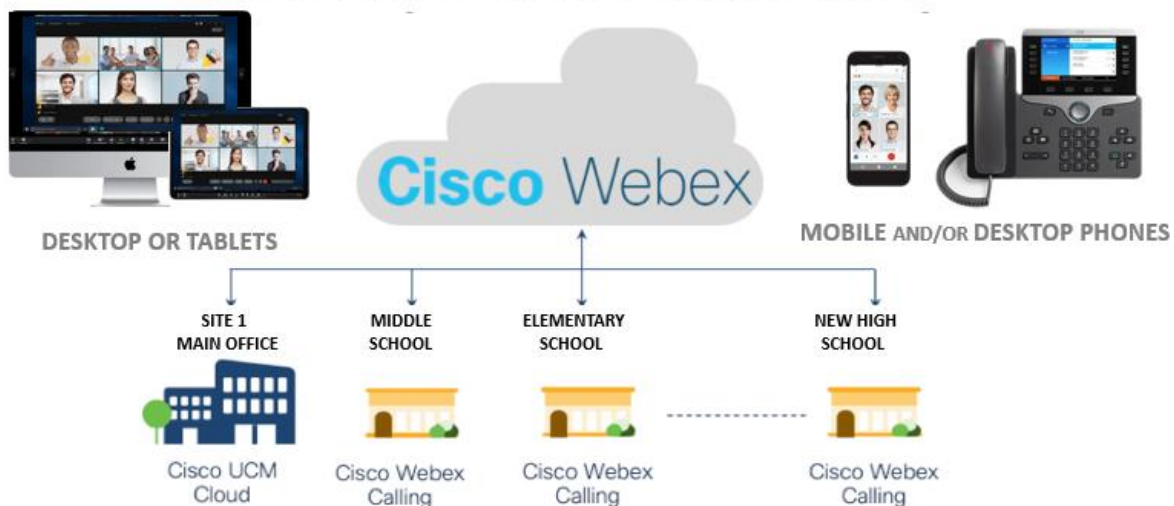 Cisco Webex
DESKTOP OR TABLETS
MOBILE AND/OR DESKTOP PHONES
SITE 1
MAIN OFFICE
MIDDLE
SCHOOL
ELEMENTARY
SCHOOL
NEW HIGH
SCHOOL
Cisco UCM
Cloud
Cisco Webex
Calling
Cisco Webex
Calling
Cisco Webex
Calling